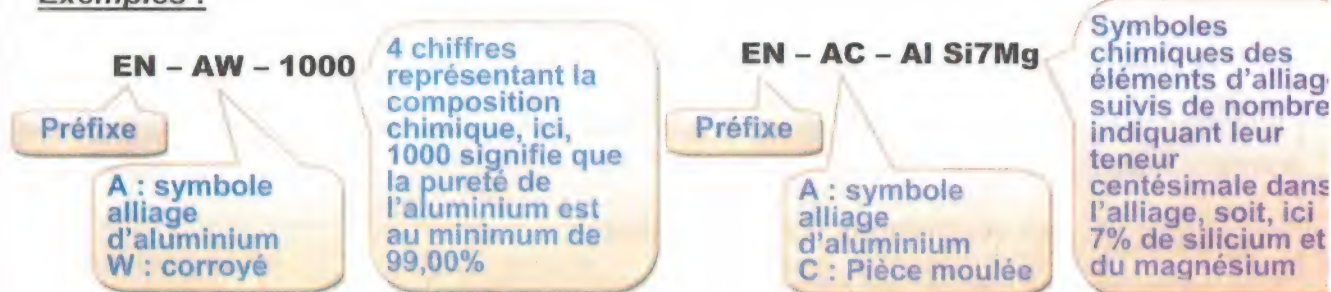 Exemples :
EN – AW – 1000
Préfixe
A : symbole
alliage
d'aluminium
W : corroyé
4 chiffres
représentant la
composition
chimique, ici,
1000 signifie que
la pureté de
l'aluminium est
au minimum de
99,00%
EN – AC – Al Si7Mg
Préfixe
A : symbole
alliage
d'aluminium
C : Pièce moulée
Symboles
chimiques des
éléments d'alliag
suivis de nombre
indiquant leur
teneur
centésimale dans
l'alliage, soit, ici
7% de silicium et
du magnésium